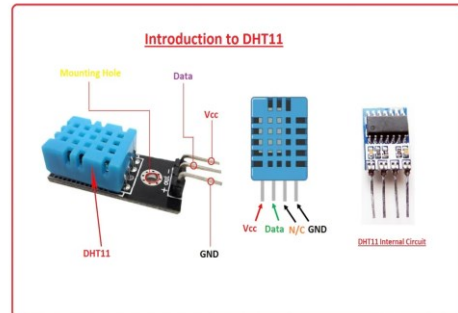 Introduction to DHT11
Mounting Hole
Data
Vcc
DHT11
GND
Vcc Data N/C GND
DHT11 Internal Circuit